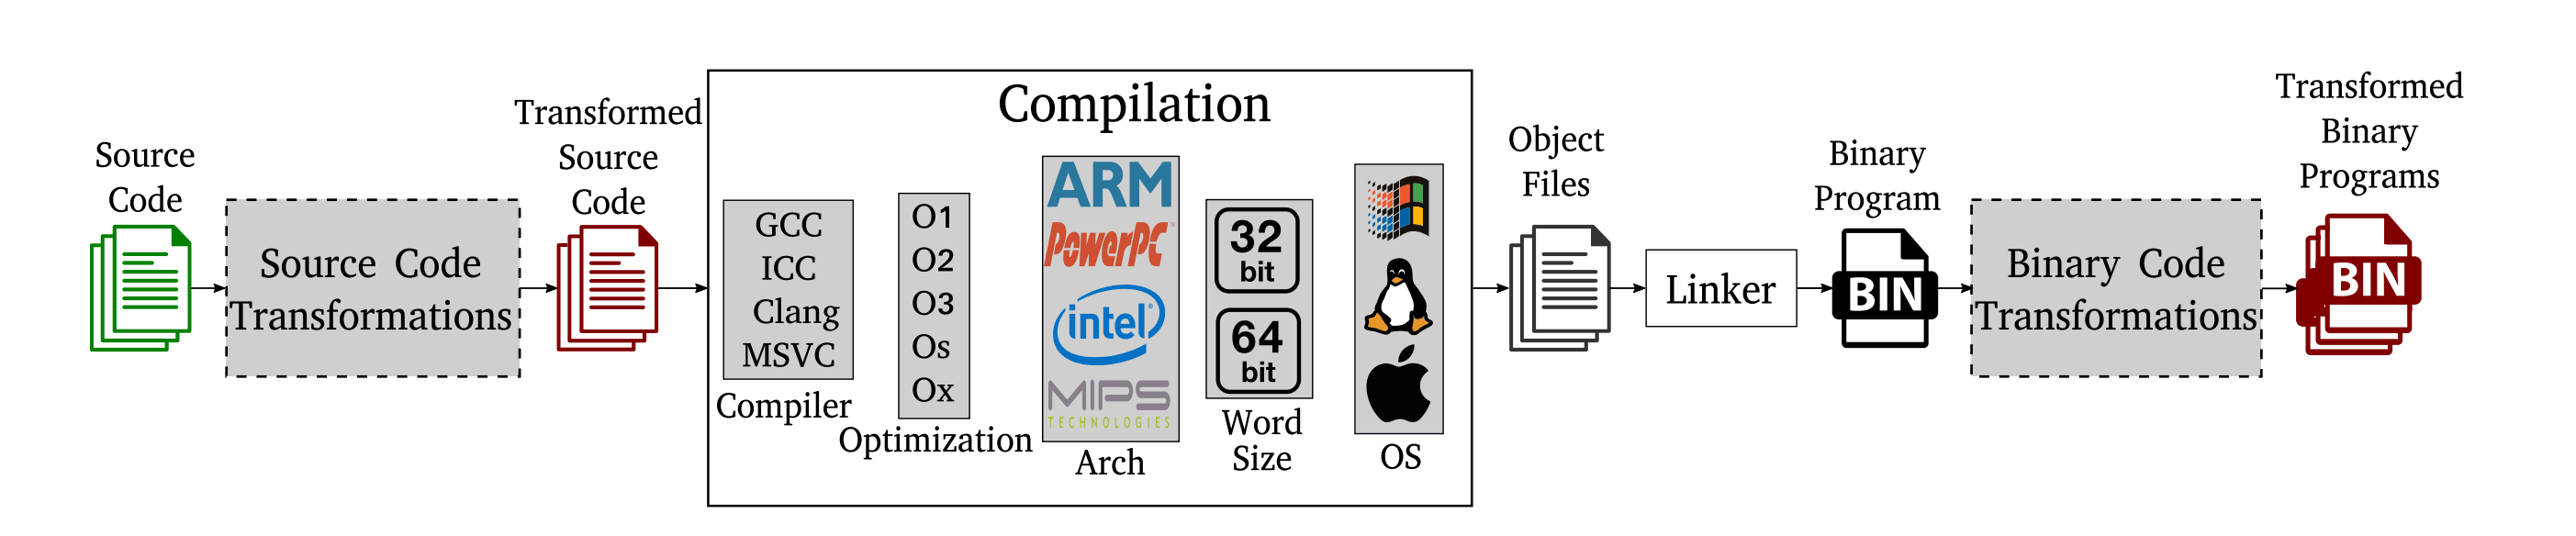 Source
Code
Source Code
Transformations
Transformed
Source
Code
Compilation
GCC
ICC
Clang
MSVC
Compiler
O1
O2
O3
Os
Ox
Optimization
ARM
PowerPC
intel®
MIPS
TECHNOLOGIES
Arch
32
bit
64
bit
Word
Size
OS
Object
Files
Linker
Binary
Program
BIN
Binary Code
Transformations
Transformed
Binary
Programs
BIN